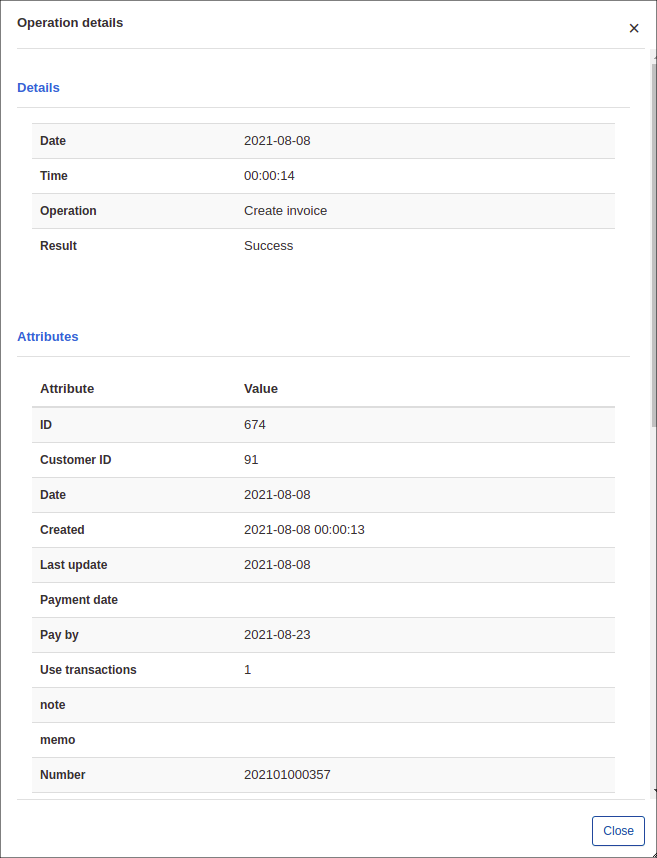 Operation details
×
Details
Date 2021-08-08
Time 00:00:14
Operation Create invoice
Result Success
Attributes
Attribute Value
ID 674
Customer ID 91
Date 2021-08-08
Created 2021-08-08 00:00:13
Last update 2021-08-08
Payment date
Pay by 2021-08-23
Use transactions 1
note
memo
Number 202101000357
Close